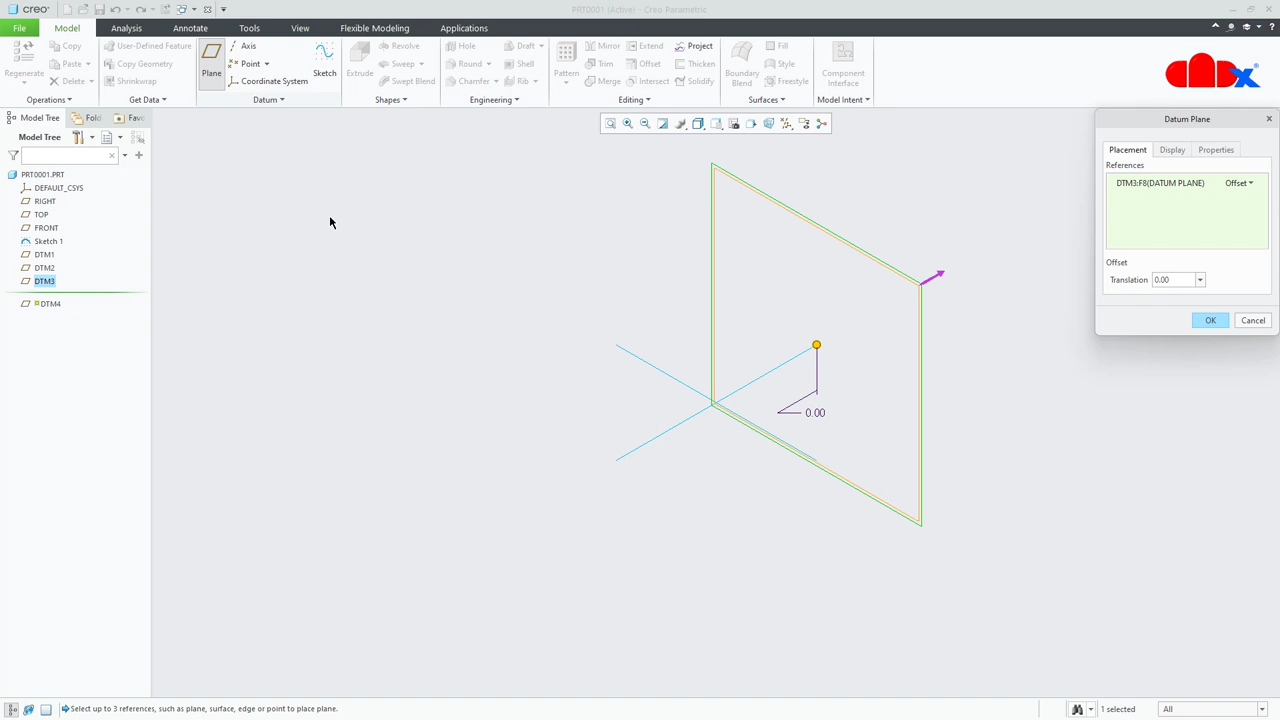 creo
PRT0001 (Active) - Creo Parametric
File Model Analysis Annotate Tools View Flexible Modeling Applications
Regenerate Copy Paste Delete
User-Defined Feature Copy Geometry Shrinkwrap
Plane Axis Point Coordinate System Sketch
Extrude Revolve Sweep Swept Blend
Hole Round Chamfer Draft Shell Rib
Pattern Mirror Trim Merge Extend Offset Intersect Project Thicken Solidify
Boundary Blend Fill Style Freestyle
Component Interface
Operations Get Data Datum Shapes Engineering Editing Surfaces Model Intent
CADX
Model Tree Fold Favo
Model Tree
PRT0001.PRT
DEFAULT_CSYS
RIGHT
TOP
FRONT
Sketch 1
DTM1
DTM2
DTM3
DTM4
0.00
Datum Plane
Placement Display Properties
References
DTM3:F8(DATUM PLANE) Offset
Offset
Translation 0.00
OK Cancel
Select up to 3 references, such as plane, surface, edge or point to place plane.
1 selected All